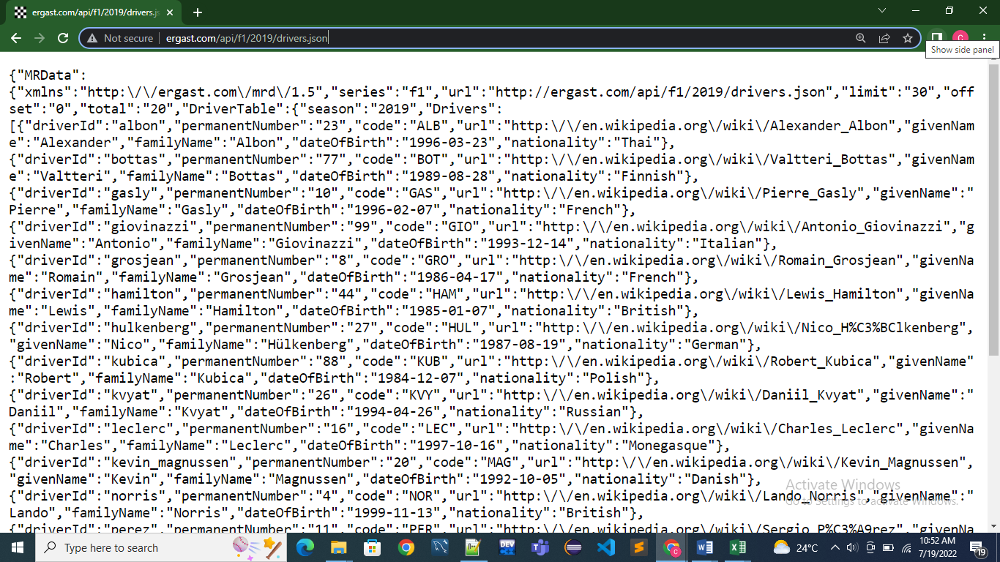 ergast.com/api/f1/2019/drivers.js
Not secure ergast.com/api/f1/2019/drivers.json
C
Show side panel
{"MRData":
{"xmlns":"http:\/\/ergast.com\/mrd\/1.5","series":"f1","url":"http://ergast.com/api/f1/2019/drivers.json","limit":"30","off
set":"0","total":"20","DriverTable":{"season":"2019","Drivers":
[{"driverId":"albon","permanentNumber":"23","code":"ALB","url":"http:\/\/en.wikipedia.org\/wiki\/Alexander_Albon","givenNam
e":"Alexander","familyName":"Albon","dateOfBirth":"1996-03-23","nationality":"Thai"},
{"driverId":"bottas","permanentNumber":"77","code":"BOT","url":"http:\/\/en.wikipedia.org\/wiki\/Valtteri_Bottas","givenNam
e":"Valtteri","familyName":"Bottas","dateOfBirth":"1989-08-28","nationality":"Finnish"},
{"driverId":"gasly","permanentNumber":"10","code":"GAS","url":"http:\/\/en.wikipedia.org\/wiki\/Pierre_Gasly","givenName":"
Pierre","familyName":"Gasly","dateOfBirth":"1996-02-07","nationality":"French"},
{"driverId":"giovinazzi","permanentNumber":"99","code":"GIO","url":"http:\/\/en.wikipedia.org\/wiki\/Antonio_Giovinazzi","g
ivenName":"Antonio","familyName":"Giovinazzi","dateOfBirth":"1993-12-14","nationality":"Italian"},
{"driverId":"grosjean","permanentNumber":"8","code":"GRO","url":"http:\/\/en.wikipedia.org\/wiki\/Romain_Grosjean","givenNa
me":"Romain","familyName":"Grosjean","dateOfBirth":"1986-04-17","nationality":"French"},
{"driverId":"hamilton","permanentNumber":"44","code":"HAM","url":"http:\/\/en.wikipedia.org\/wiki\/Lewis_Hamilton","givenNa
me":"Lewis","familyName":"Hamilton","dateOfBirth":"1985-01-07","nationality":"British"},
{"driverId":"hulkenberg","permanentNumber":"27","code":"HUL","url":"http:\/\/en.wikipedia.org\/wiki\/Nico_H%C3%BClkenberg",
"givenName":"Nico","familyName":"Hülkenberg","dateOfBirth":"1987-08-19","nationality":"German"},
{"driverId":"kubica","permanentNumber":"88","code":"KUB","url":"http:\/\/en.wikipedia.org\/wiki\/Robert_Kubica","givenName"
:"Robert","familyName":"Kubica","dateOfBirth":"1984-12-07","nationality":"Polish"},
{"driverId":"kvyat","permanentNumber":"26","code":"KVY","url":"http:\/\/en.wikipedia.org\/wiki\/Daniil_Kvyat","givenName":"
Daniil","familyName":"Kvyat","dateOfBirth":"1994-04-26","nationality":"Russian"},
{"driverId":"leclerc","permanentNumber":"16","code":"LEC","url":"http:\/\/en.wikipedia.org\/wiki\/Charles_Leclerc","givenNa
me":"Charles","familyName":"Leclerc","dateOfBirth":"1997-10-16","nationality":"Monegasque"},
{"driverId":"kevin_magnussen","permanentNumber":"20","code":"MAG","url":"http:\/\/en.wikipedia.org\/wiki\/Kevin_Magnussen",
"givenName":"Kevin","familyName":"Magnussen","dateOfBirth":"1992-10-05","nationality":"Danish"},
Activate Windows
{"driverId":"norris","permanentNumber":"4","code":"NOR","url":"http:\/\/en.wikipedia.org\/wiki\/Lando_Norris","givenName":"
Go to Settings to activate Windows.
Lando","familyName":"Norris","dateOfBirth":"1999-11-13","nationality":"British"},
{"driverId":"perez","permanentNumber":"11","code":"PER","url":"http:\/\/en.wikipedia.org\/wiki\/Sergio_P%C3%A9rez","givenNa
Type here to search
DEV
24°C
10:52 AM
7/19/2022
19